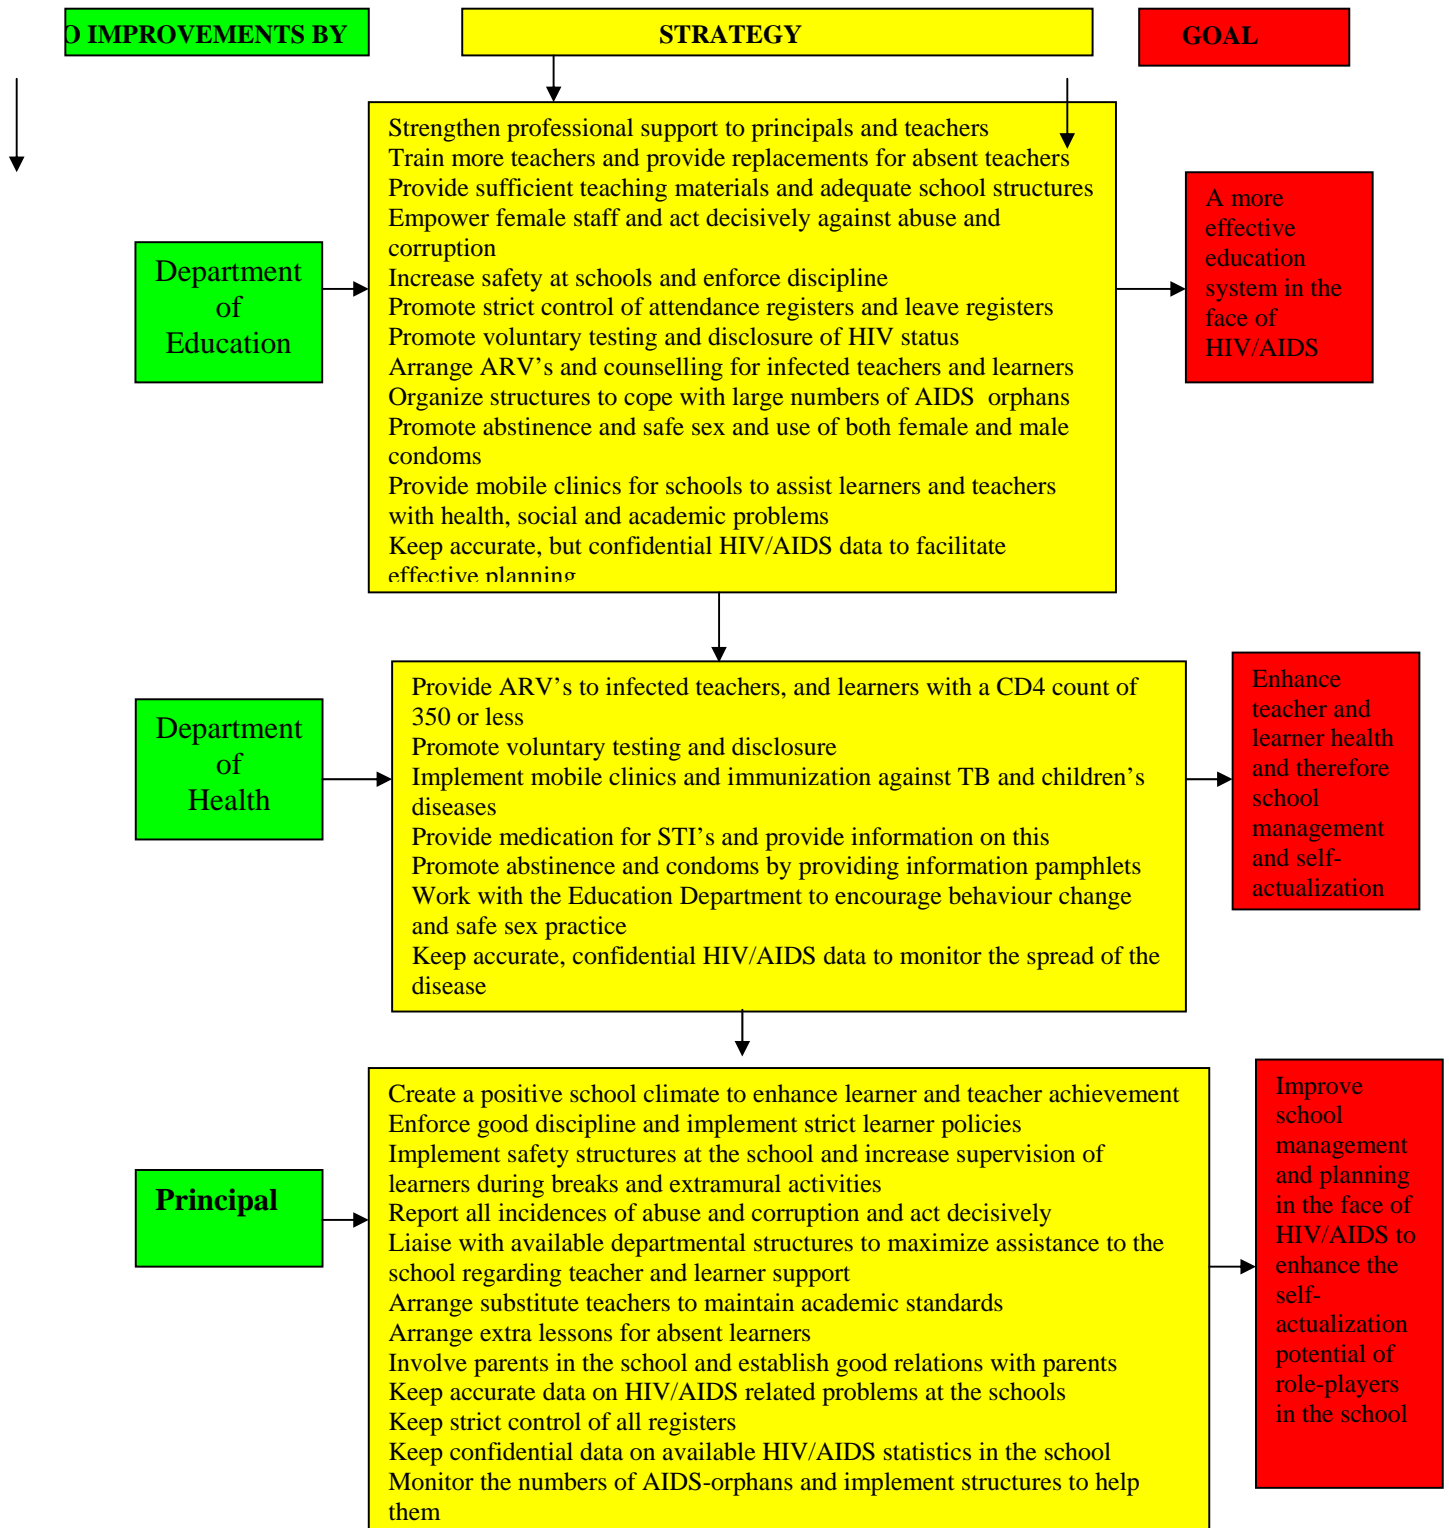 O IMPROVEMENTS BY
STRATEGY
GOAL
Department
of
Education
Strengthen professional support to principals and teachers
Train more teachers and provide replacements for absent teachers
Provide sufficient teaching materials and adequate school structures
Empower female staff and act decisively against abuse and
corruption
Increase safety at schools and enforce discipline
Promote strict control of attendance registers and leave registers
Promote voluntary testing and disclosure of HIV status
Arrange ARV's and counselling for infected teachers and learners
Organize structures to cope with large numbers of AIDS  orphans
Promote abstinence and safe sex and use of both female and male
condoms
Provide mobile clinics for schools to assist learners and teachers
with health, social and academic problems
Keep accurate, but confidential HIV/AIDS data to facilitate
effective planning
A more
effective
education
system in the
face of
HIV/AIDS
Department
of
Health
Provide ARV's to infected teachers, and learners with a CD4 count of
350 or less
Promote voluntary testing and disclosure
Implement mobile clinics and immunization against TB and children's
diseases
Provide medication for STI's and provide information on this
Promote abstinence and condoms by providing information pamphlets
Work with the Education Department to encourage behaviour change
and safe sex practice
Keep accurate, confidential HIV/AIDS data to monitor the spread of the
disease
Enhance
teacher and
learner health
and therefore
school
management
and self-
actualization
Principal
Create a positive school climate to enhance learner and teacher achievement
Enforce good discipline and implement strict learner policies
Implement safety structures at the school and increase supervision of
learners during breaks and extramural activities
Report all incidences of abuse and corruption and act decisively
Liaise with available departmental structures to maximize assistance to the
school regarding teacher and learner support
Arrange substitute teachers to maintain academic standards
Arrange extra lessons for absent learners
Involve parents in the school and establish good relations with parents
Keep accurate data on HIV/AIDS related problems at the schools
Keep strict control of all registers
Keep confidential data on available HIV/AIDS statistics in the school
Monitor the numbers of AIDS-orphans and implement structures to help
them
Improve
school
management
and planning
in the face of
HIV/AIDS to
enhance the
self-
actualization
potential of
role-players
in the school